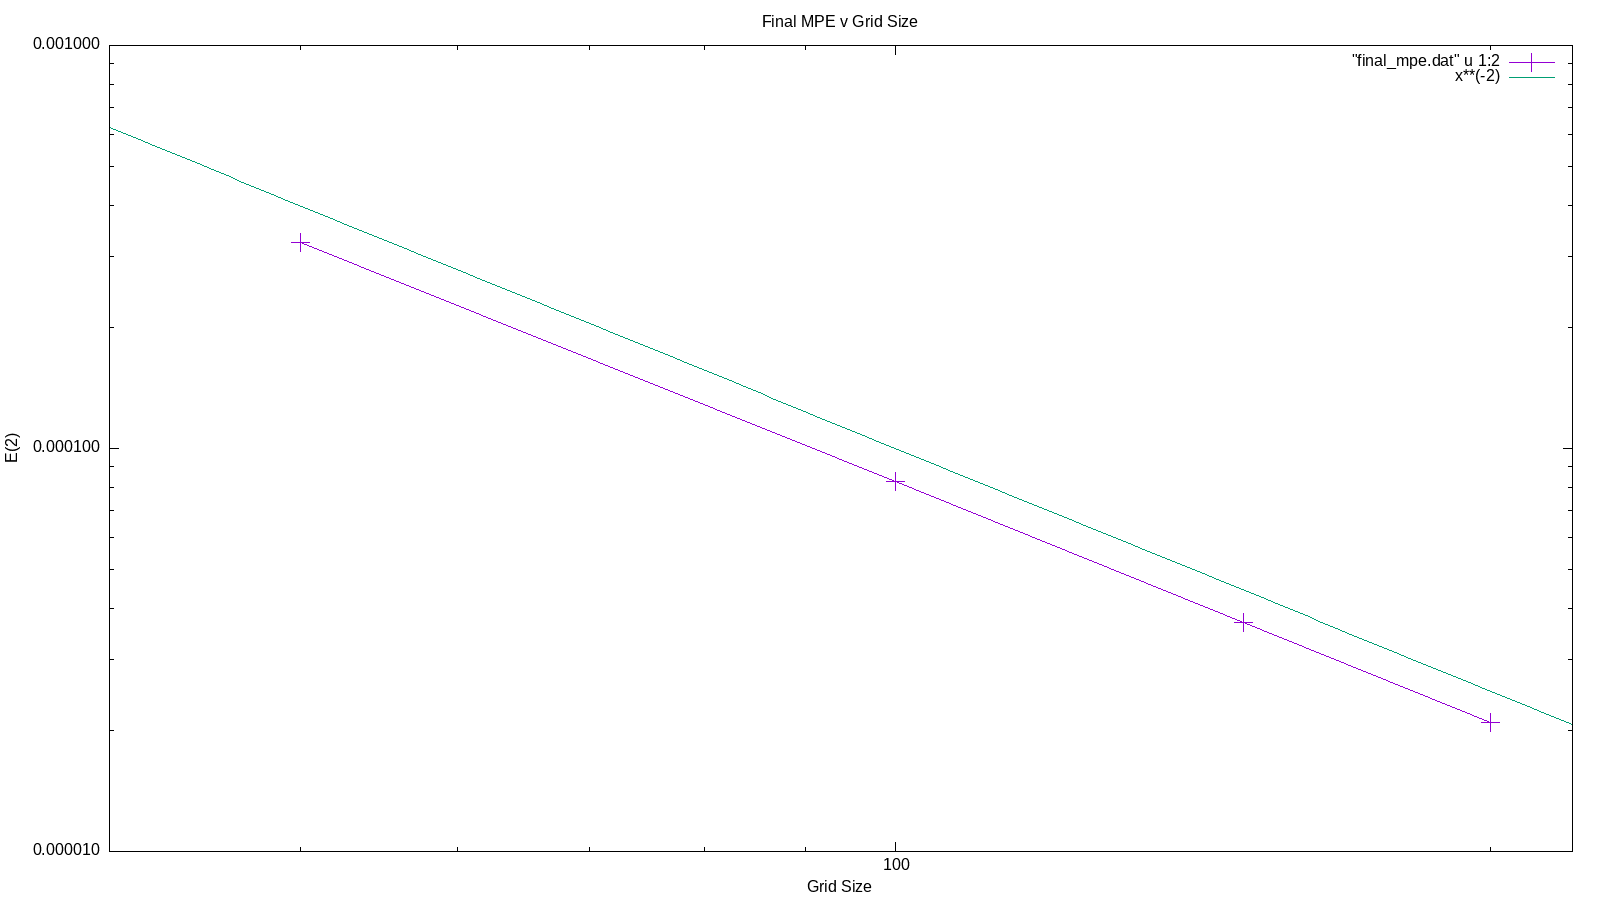 Final MPE v Grid Size
0.001000
"final_mpe.dat" u 1:2
x**(-2)
E(2)
0.000100
0.000010
100
Grid Size